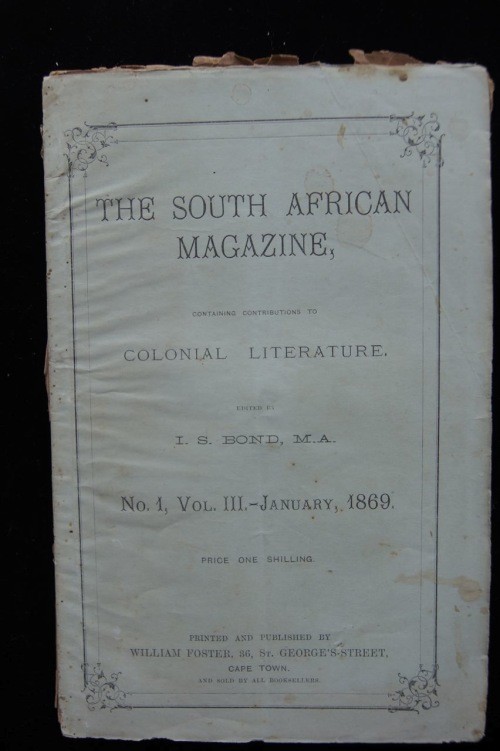 THE SOUTH AFRICAN
MAGAZINE,
CONTAINING CONTRIBUTIONS TO
COLONIAL LITERATURE.
EDITED BY
I. S. BOND, M.A.
No. 1, VOL. III.-JANUARY, 1869.
PRICE ONE SHILLING.
PRINTED AND PUBLISHED BY
WILLIAM FOSTER, 36, ST. GEORGE'S-STREET,
CAPE TOWN.
AND SOLD BY ALL BOOKSELLERS.